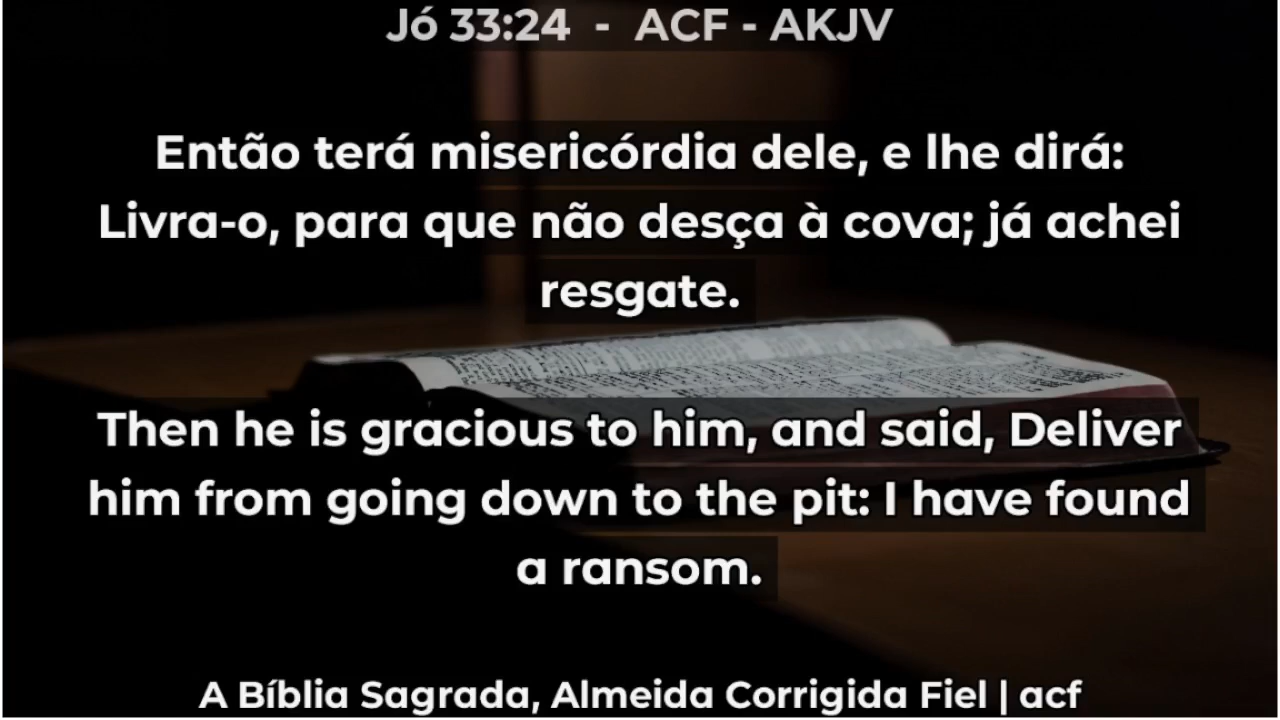 Jó 33:24 - ACF - AKJV
Então terá misericórdia dele, e lhe dirá:
Livra-o, para que não desça à cova; já achei
resgate.
Then he is gracious to him, and said, Deliver
him from going down to the pit: I have found
a ransom.
A Bíblia Sagrada, Almeida Corrigida Fiel | acf